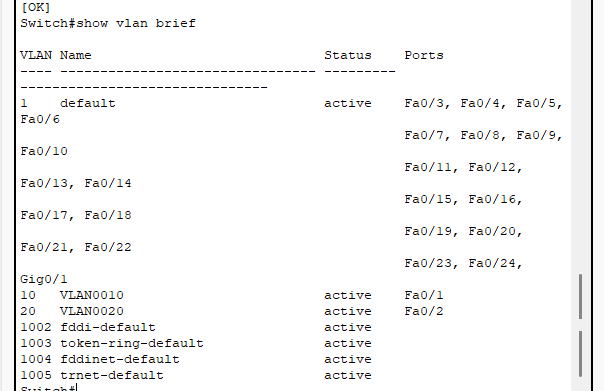 [OK]
Switch#show vlan brief
VLAN Name                             Status    Ports
---- -------------------------------- ---------
-------------------------------
1    default                          active    Fa0/3, Fa0/4, Fa0/5,
Fa0/6
                                                Fa0/7, Fa0/8, Fa0/9,
Fa0/10
                                                Fa0/11, Fa0/12,
Fa0/13, Fa0/14
                                                Fa0/15, Fa0/16,
Fa0/17, Fa0/18
                                                Fa0/19, Fa0/20,
Fa0/21, Fa0/22
                                                Fa0/23, Fa0/24,
Gig0/1
10   VLAN0010                         active    Fa0/1
20   VLAN0020                         active    Fa0/2
1002 fddi-default                     active
1003 token-ring-default               active
1004 fddinet-default                  active
1005 trnet-default                    active
Switch#